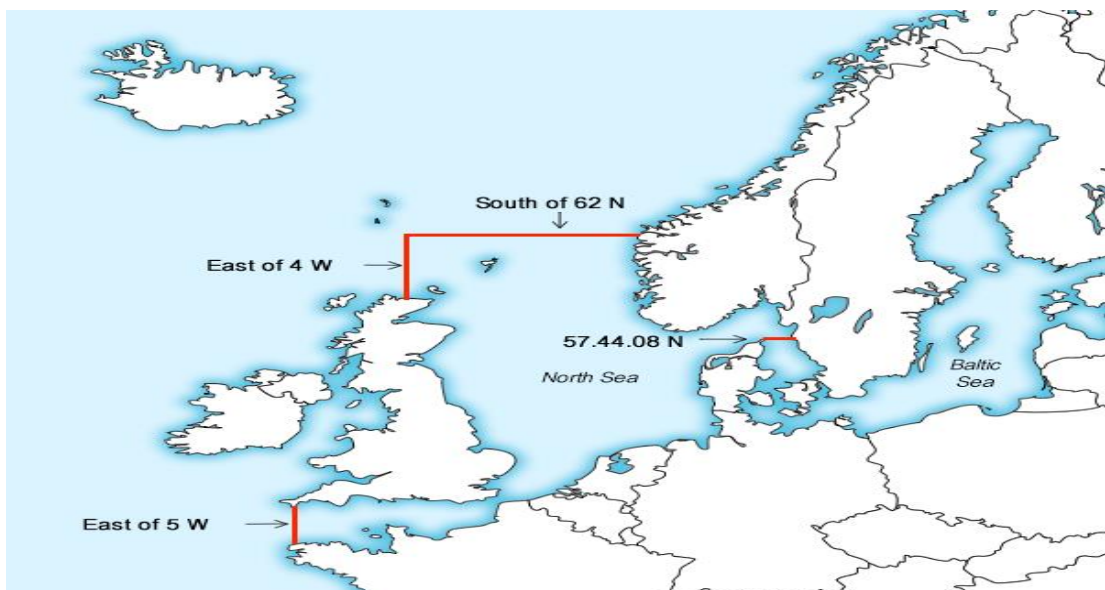 South of 62 N
East of 4 W
57.44.08 N
North Sea
Baltic
Sea
East of 5 W